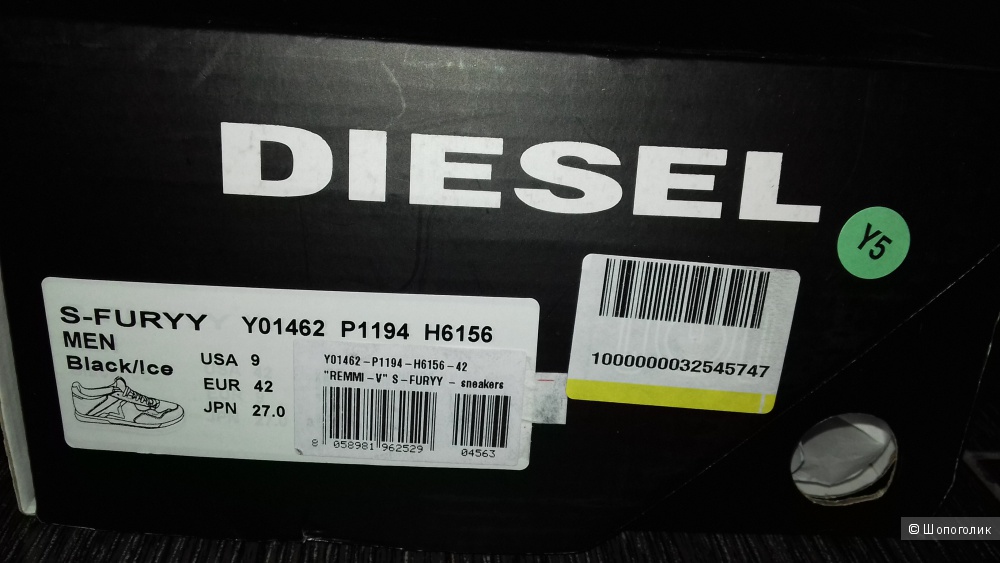 DIESEL
Y5
S-FURYY Y01462 P1194 H6156
MEN
Black/Ice
USA 9
EUR 42
JPN 27.0
Y01462-P1194-H6156-42
"REMMI-V" S-FURYY - sneakers
8 058981 962529
04563
1000000032545747
© Шопоголик